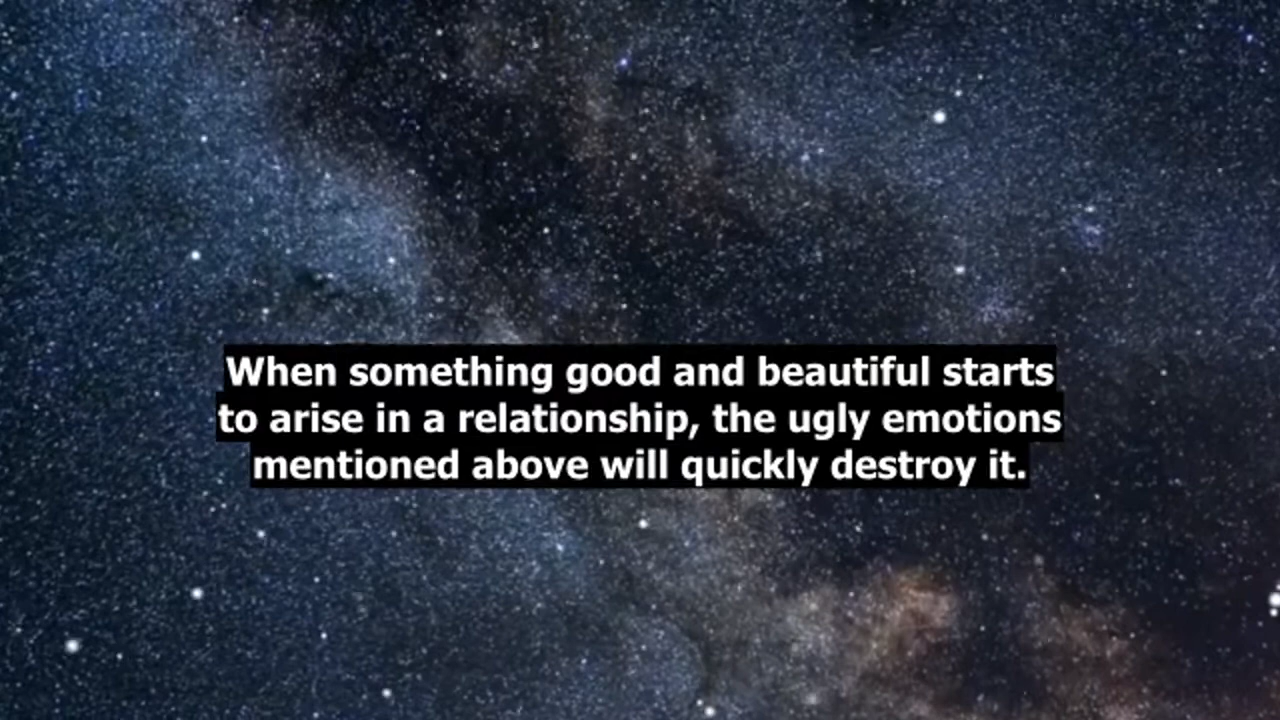 When something good and beautiful starts
to arise in a relationship, the ugly emotions
mentioned above will quickly destroy it.